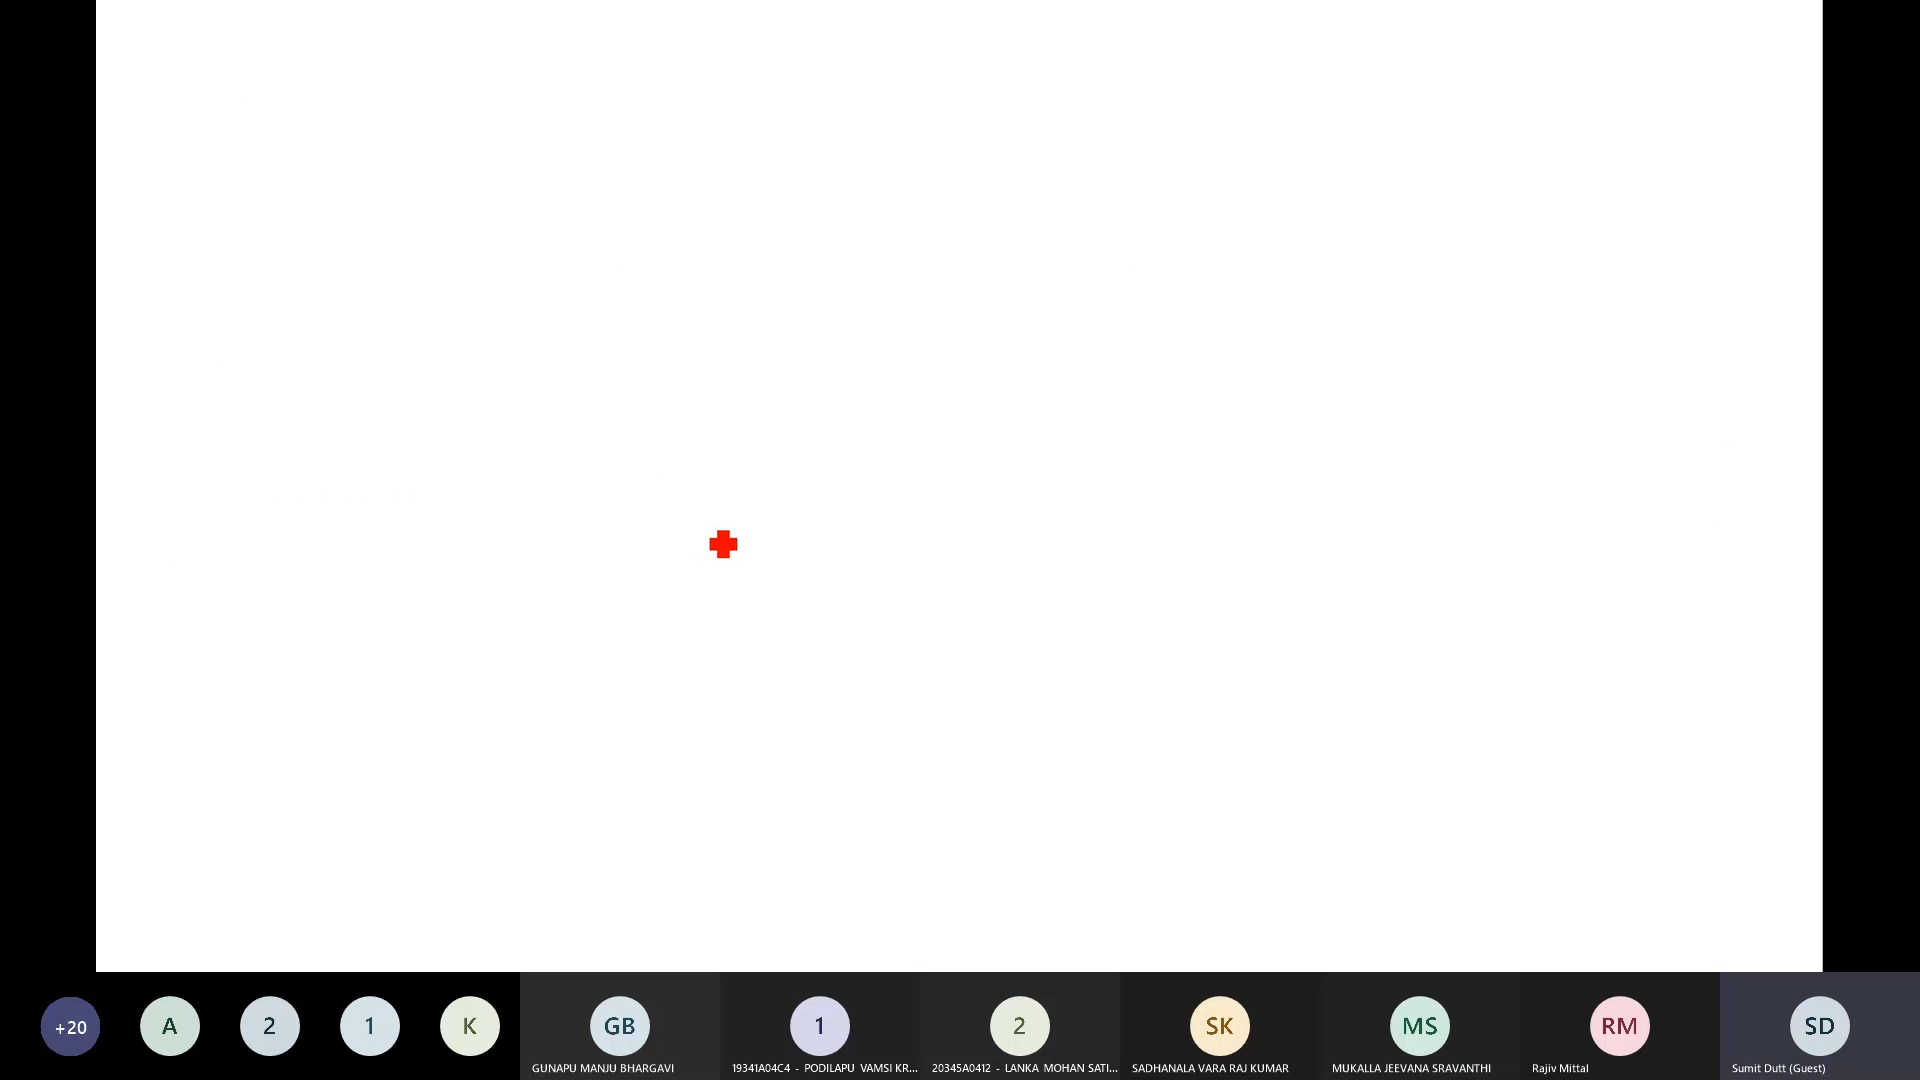 +20
A
2
1
K
GB
1
2
SK
MS
RM
SD
GUNAPU MANJU BHARGAVI
19341A04C4 - PODILAPU VAMSI KR...
20345A0412 - LANKA MOHAN SATI...
SADHANALA VARA RAJ KUMAR
MUKALLA JEEVANA SRAVANTHI
Rajiv Mittal
Sumit Dutt (Guest)